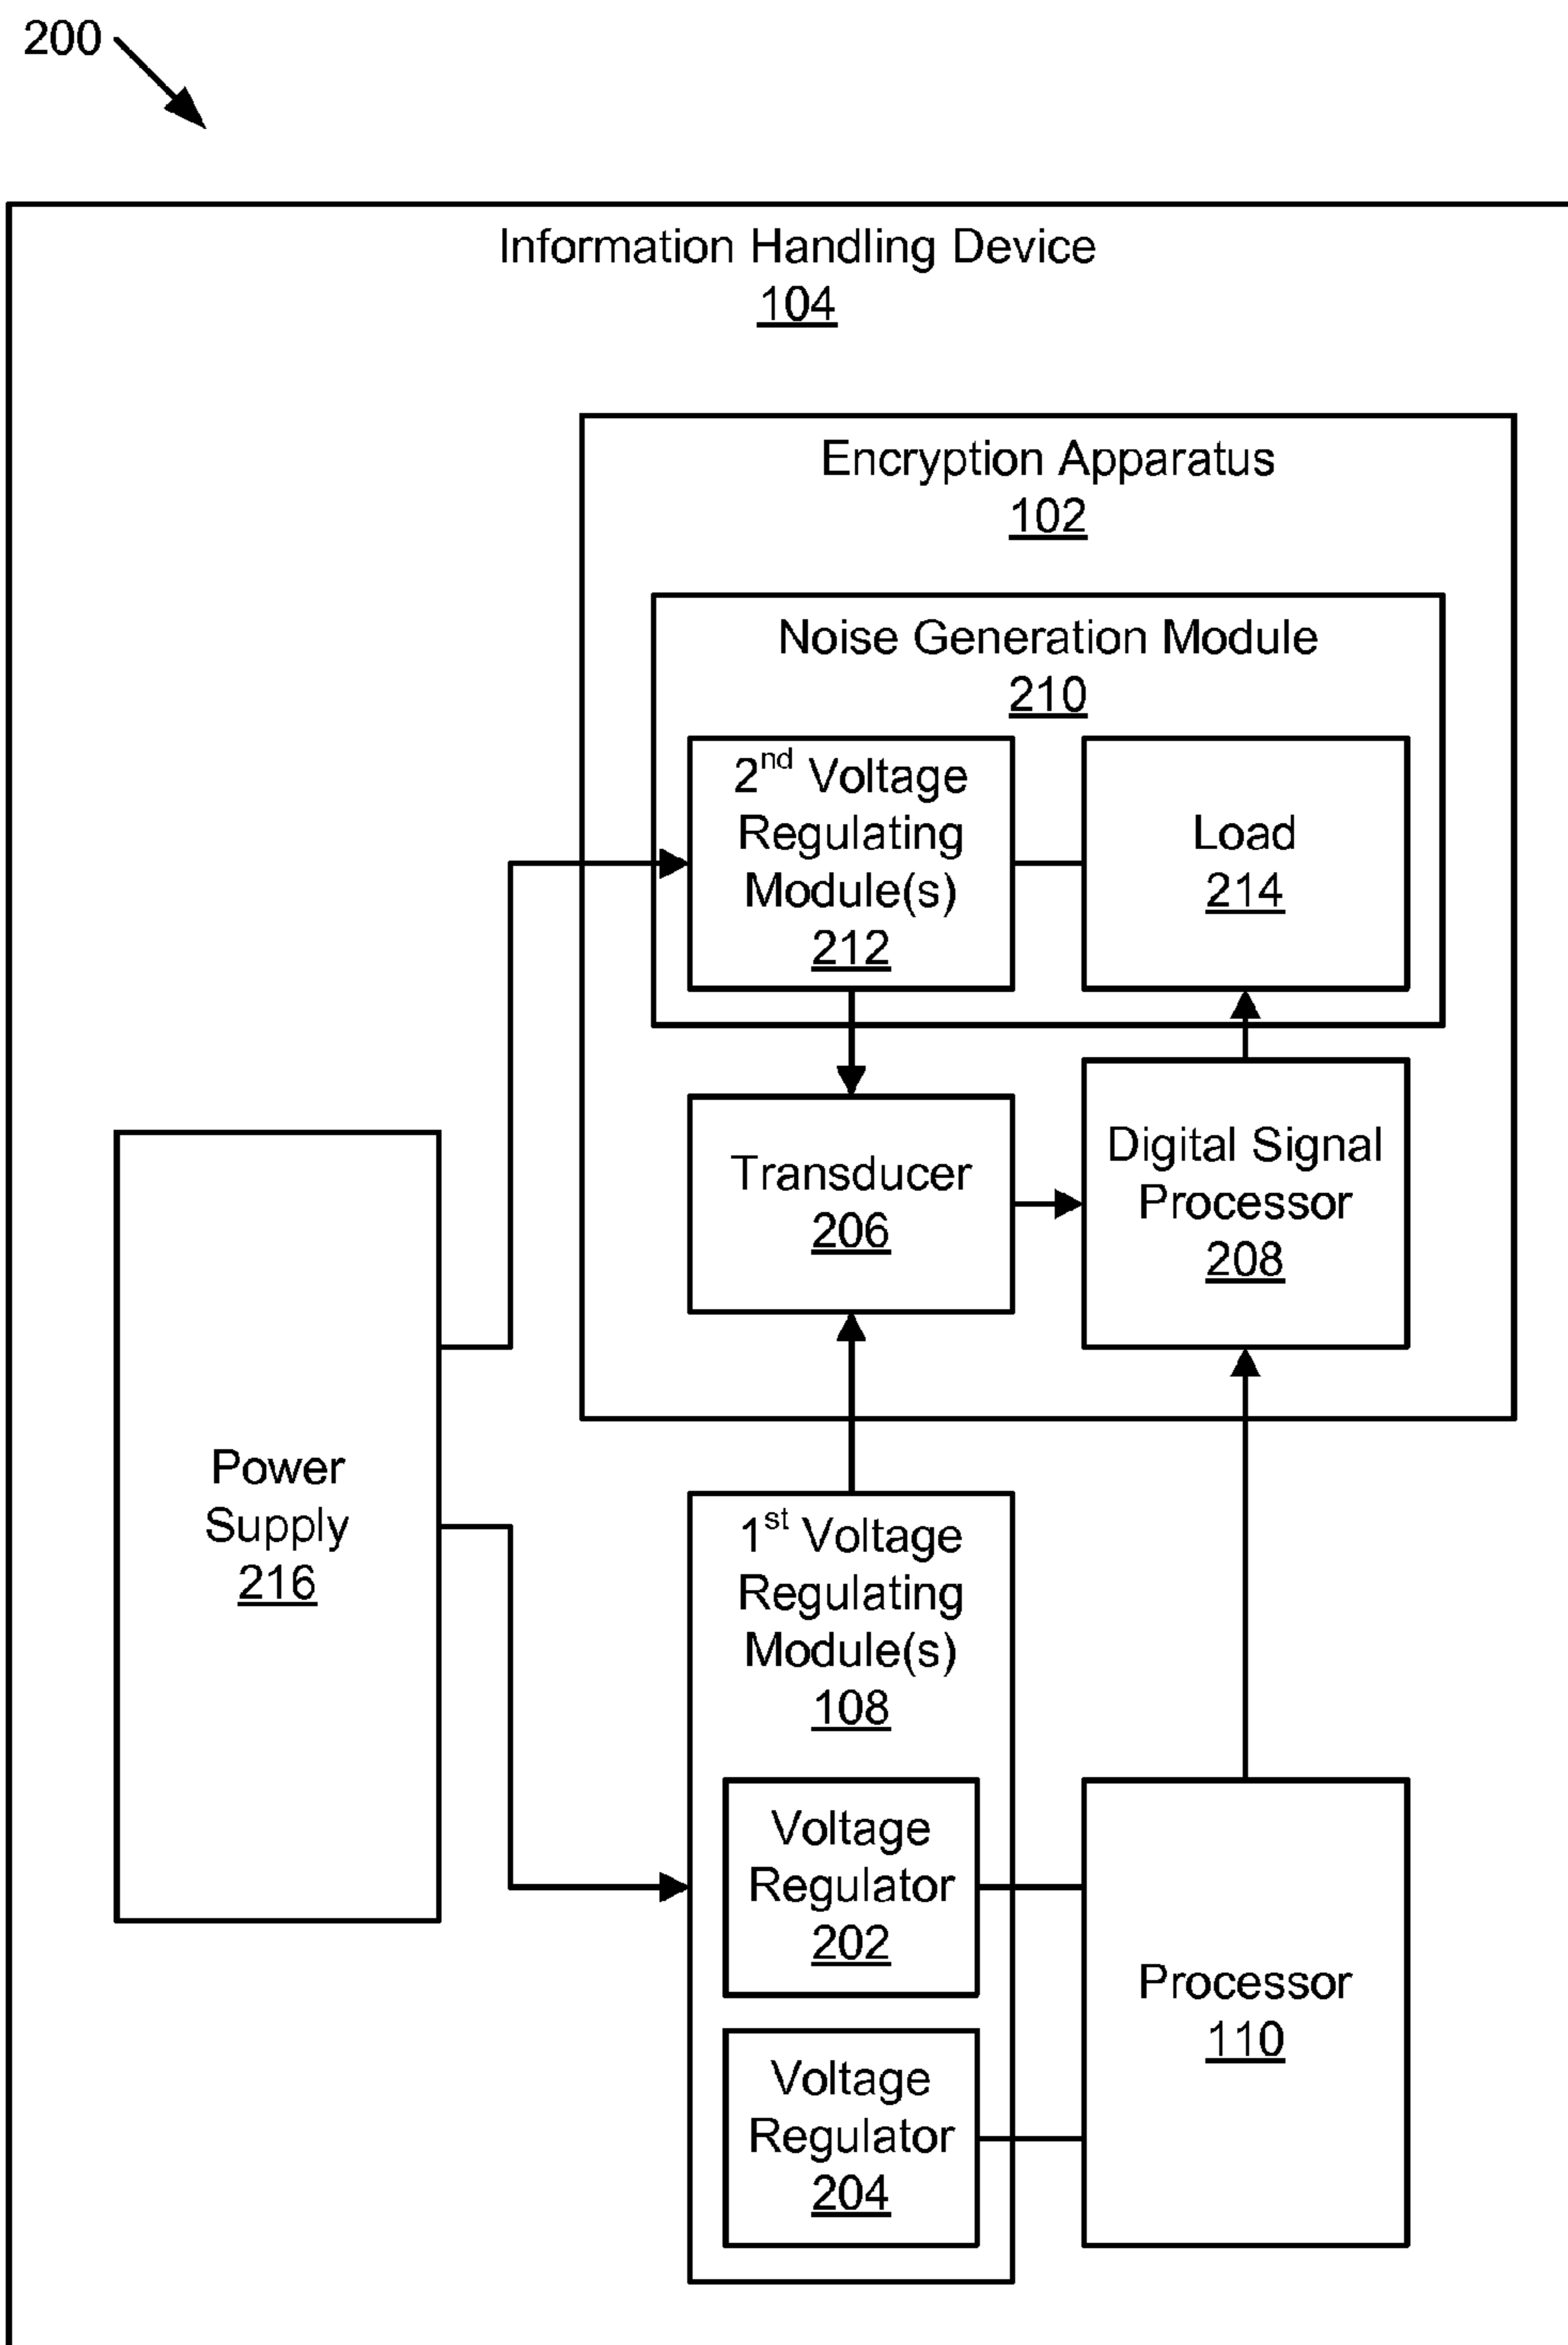 200
Information Handling Device
104
Encryption Apparatus
102
Noise Generation Module
210
2nd Voltage
Regulating
Module(s)
212
Load
214
Transducer
206
Digital Signal
Processor
208
Power
Supply
216
1st Voltage
Regulating
Module(s)
108
Voltage
Regulator
202
Voltage
Regulator
204
Processor
110